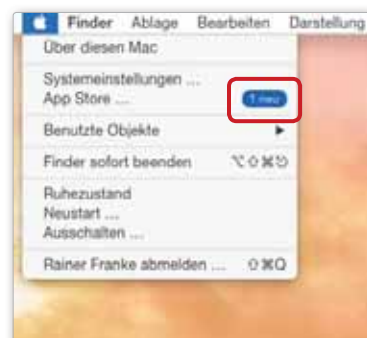 Finder Ablage Bearbeiten Darstellung
Über diesen Mac
Systemeinstellungen ...
App Store ... 1 neu
Benutzte Objekte ▶
Finder sofort beenden ⌥⇧⌘⎋
Ruhezustand
Neustart ...
Ausschalten ...
Rainer Franke abmelden ... ⇧⌘Q